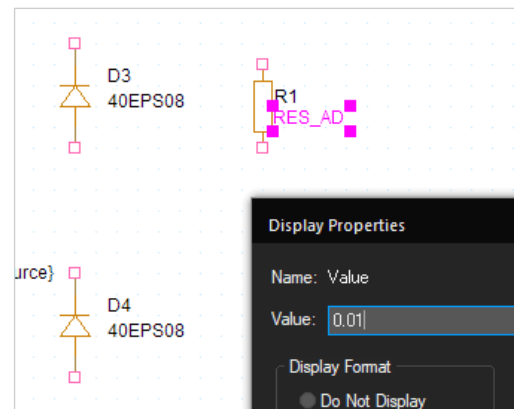 D3
40EPS08
R1
RES_AD
urce}
D4
40EPS08
Display Properties
Name: Value
Value: 0.01
Display Format
Do Not Display